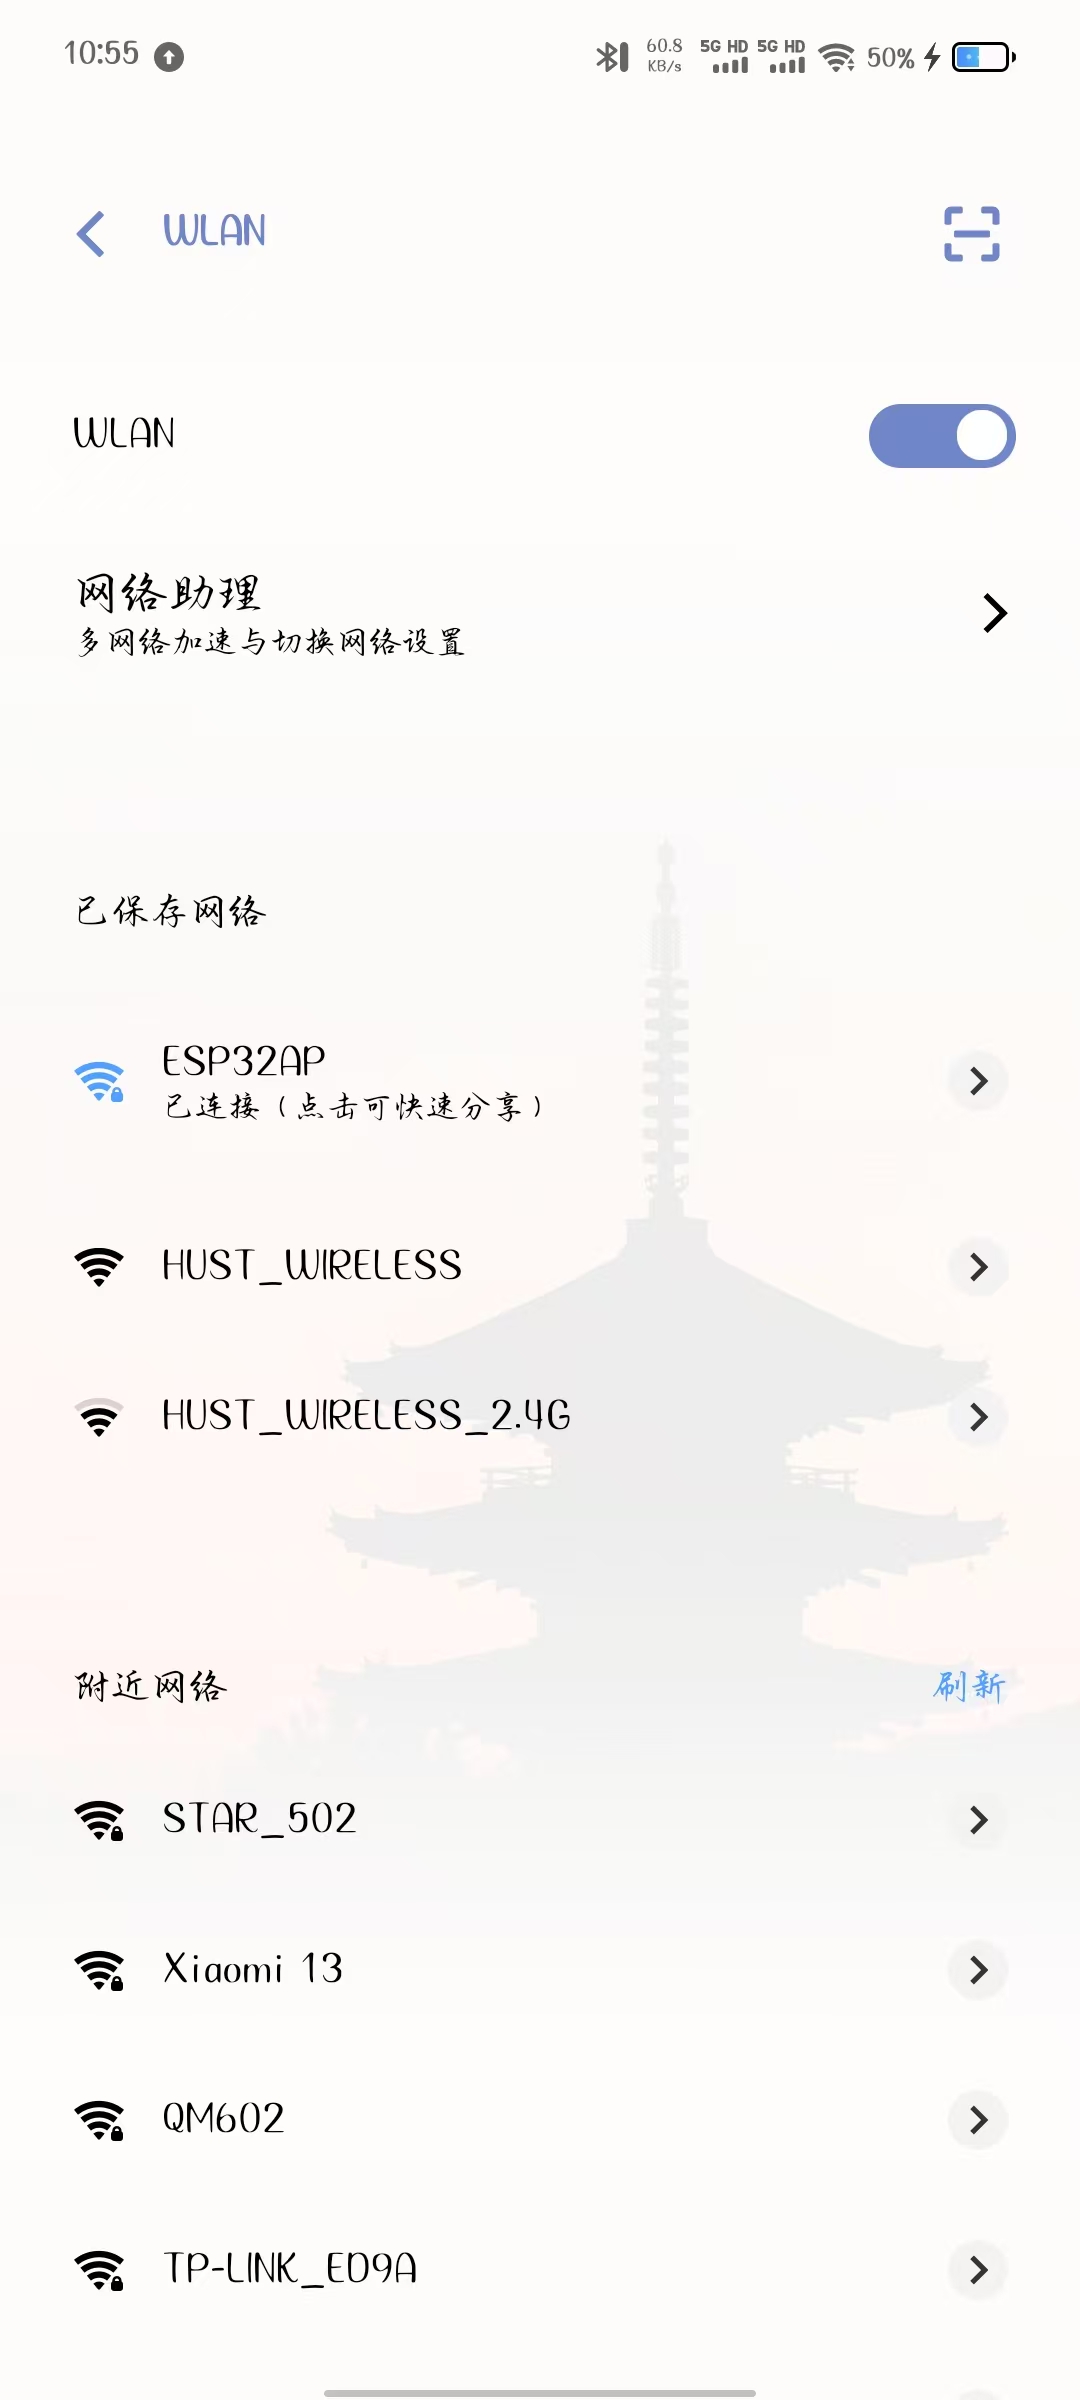 10:55 60.8 KB/s 5G HD 5G HD 50%
WLAN
WLAN
网络助理
多网络加速与切换网络设置
已保存网络
ESP32AP
已连接（点击可快速分享）
HUST_WIRELESS
HUST_WIRELESS_2.4G
附近网络 刷新
STAR_502
Xiaomi 13
QM602
TP-LINK_ED9A